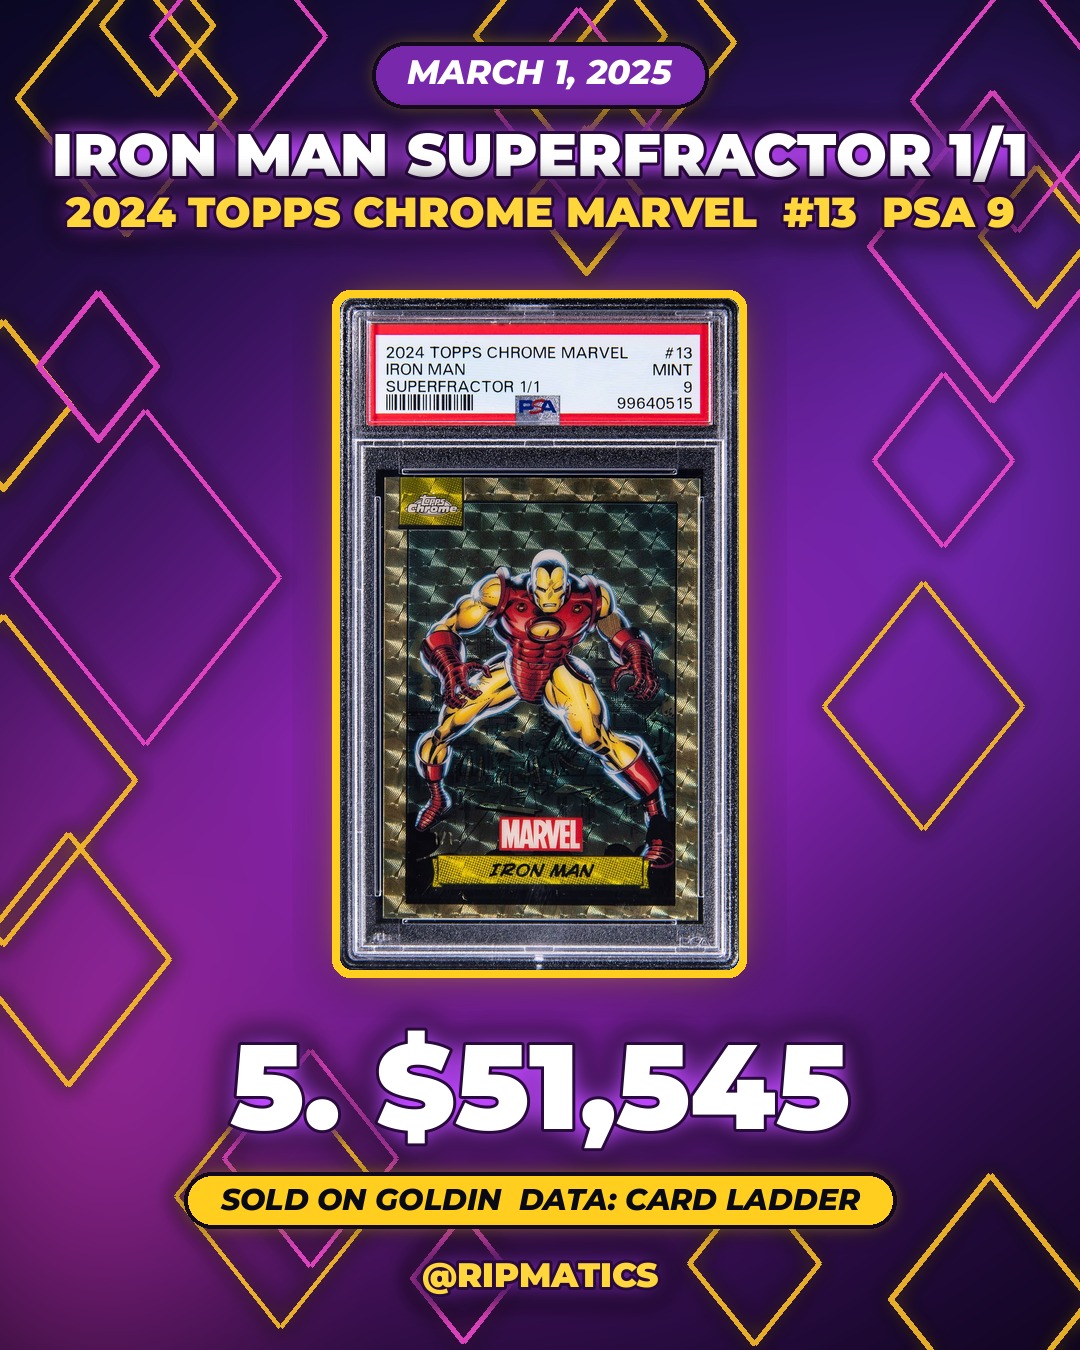 MARCH 1, 2025
IRON MAN SUPERFRACTOR 1/1
2024 TOPPS CHROME MARVEL #13 PSA 9
2024 TOPPS CHROME MARVEL #13
IRON MAN MINT
SUPERFRACTOR 1/1 9
PSA 99640515
Topps Chrome
MARVEL
IRON MAN
5. $51,545
SOLD ON GOLDIN DATA: CARD LADDER
@RIPMATICS